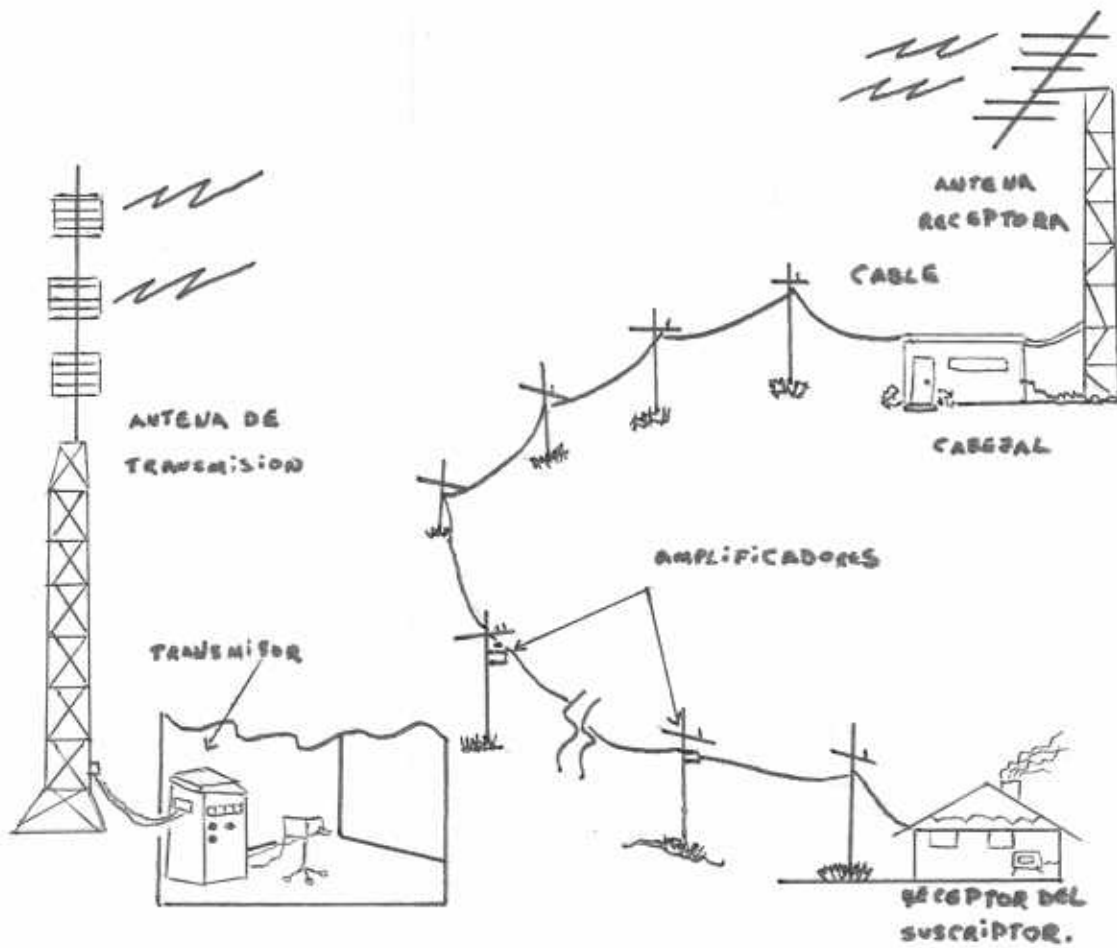 ANTENA
RECEPTORA
CABLE
ANTENA DE
TRANSMISION
CABEZAL
AMPLIFICADORES
TRANSMISOR
RECEPTOR DEL
SUSCRIPTOR.